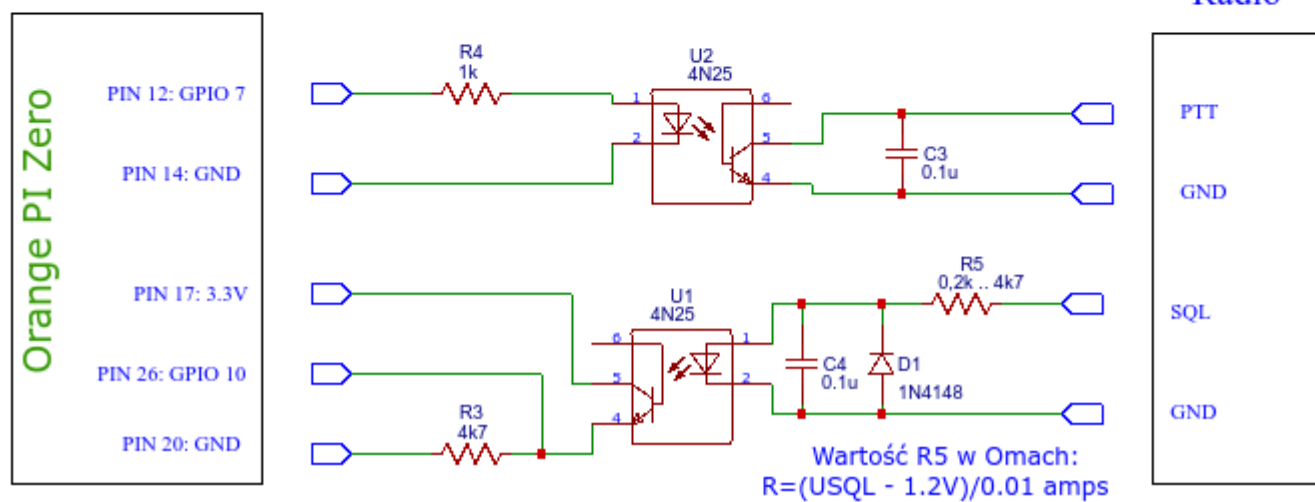 Radio
Orange PI Zero
PIN 12: GPIO 7
PIN 14: GND
PIN 17: 3.3V
PIN 26: GPIO 10
PIN 20: GND
R4
1k
U2
4N25
1
2
6
5
4
C3
0.1u
PTT
GND
U1
4N25
6
5
4
1
2
R3
4k7
C4
0.1u
D1
1N4148
R5
0,2k .. 4k7
SQL
GND
Wartość R5 w Omach:
R=(USQL - 1.2V)/0.01 amps